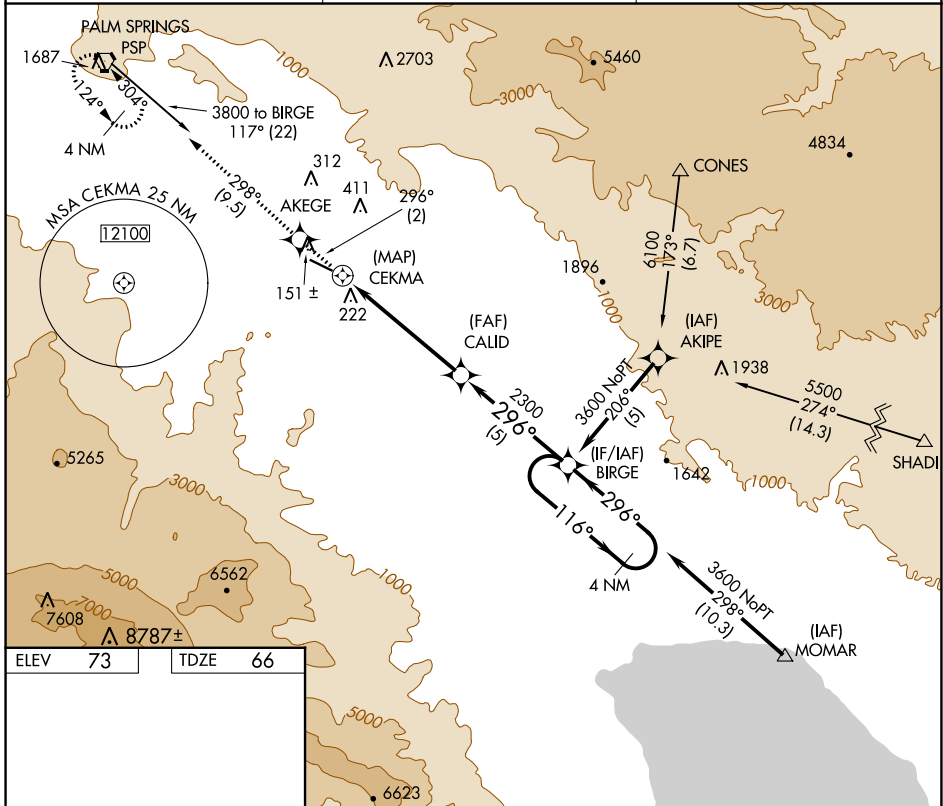 PALM SPRINGS
PSP
1687
304°
124°
4 NM
3800 to BIRGE
117° (22)
2703
5460
1000
3000
4834
CONES
6100
173°
(6.7)
312
411
298°
(9.5)
296°
(2)
AKEGE
MSA CEKMA 25 NM
12100
(MAP)
CEKMA
151 ±
222
1896
1000
3000
(FAF)
CALID
(IAF)
AKIPE
1938
5500
274°
(14.3)
SHADI
3600 NoPT
206°
(5)
2300
296°
(5)
(IF/IAF)
BIRGE
1642
1000
296°
116°
4 NM
3600 NoPT
298°
(10.3)
(IAF)
MOMAR
5265
3000
1000
5000
6562
7000
7608
8787±
ELEV 73
TDZE 66
6623